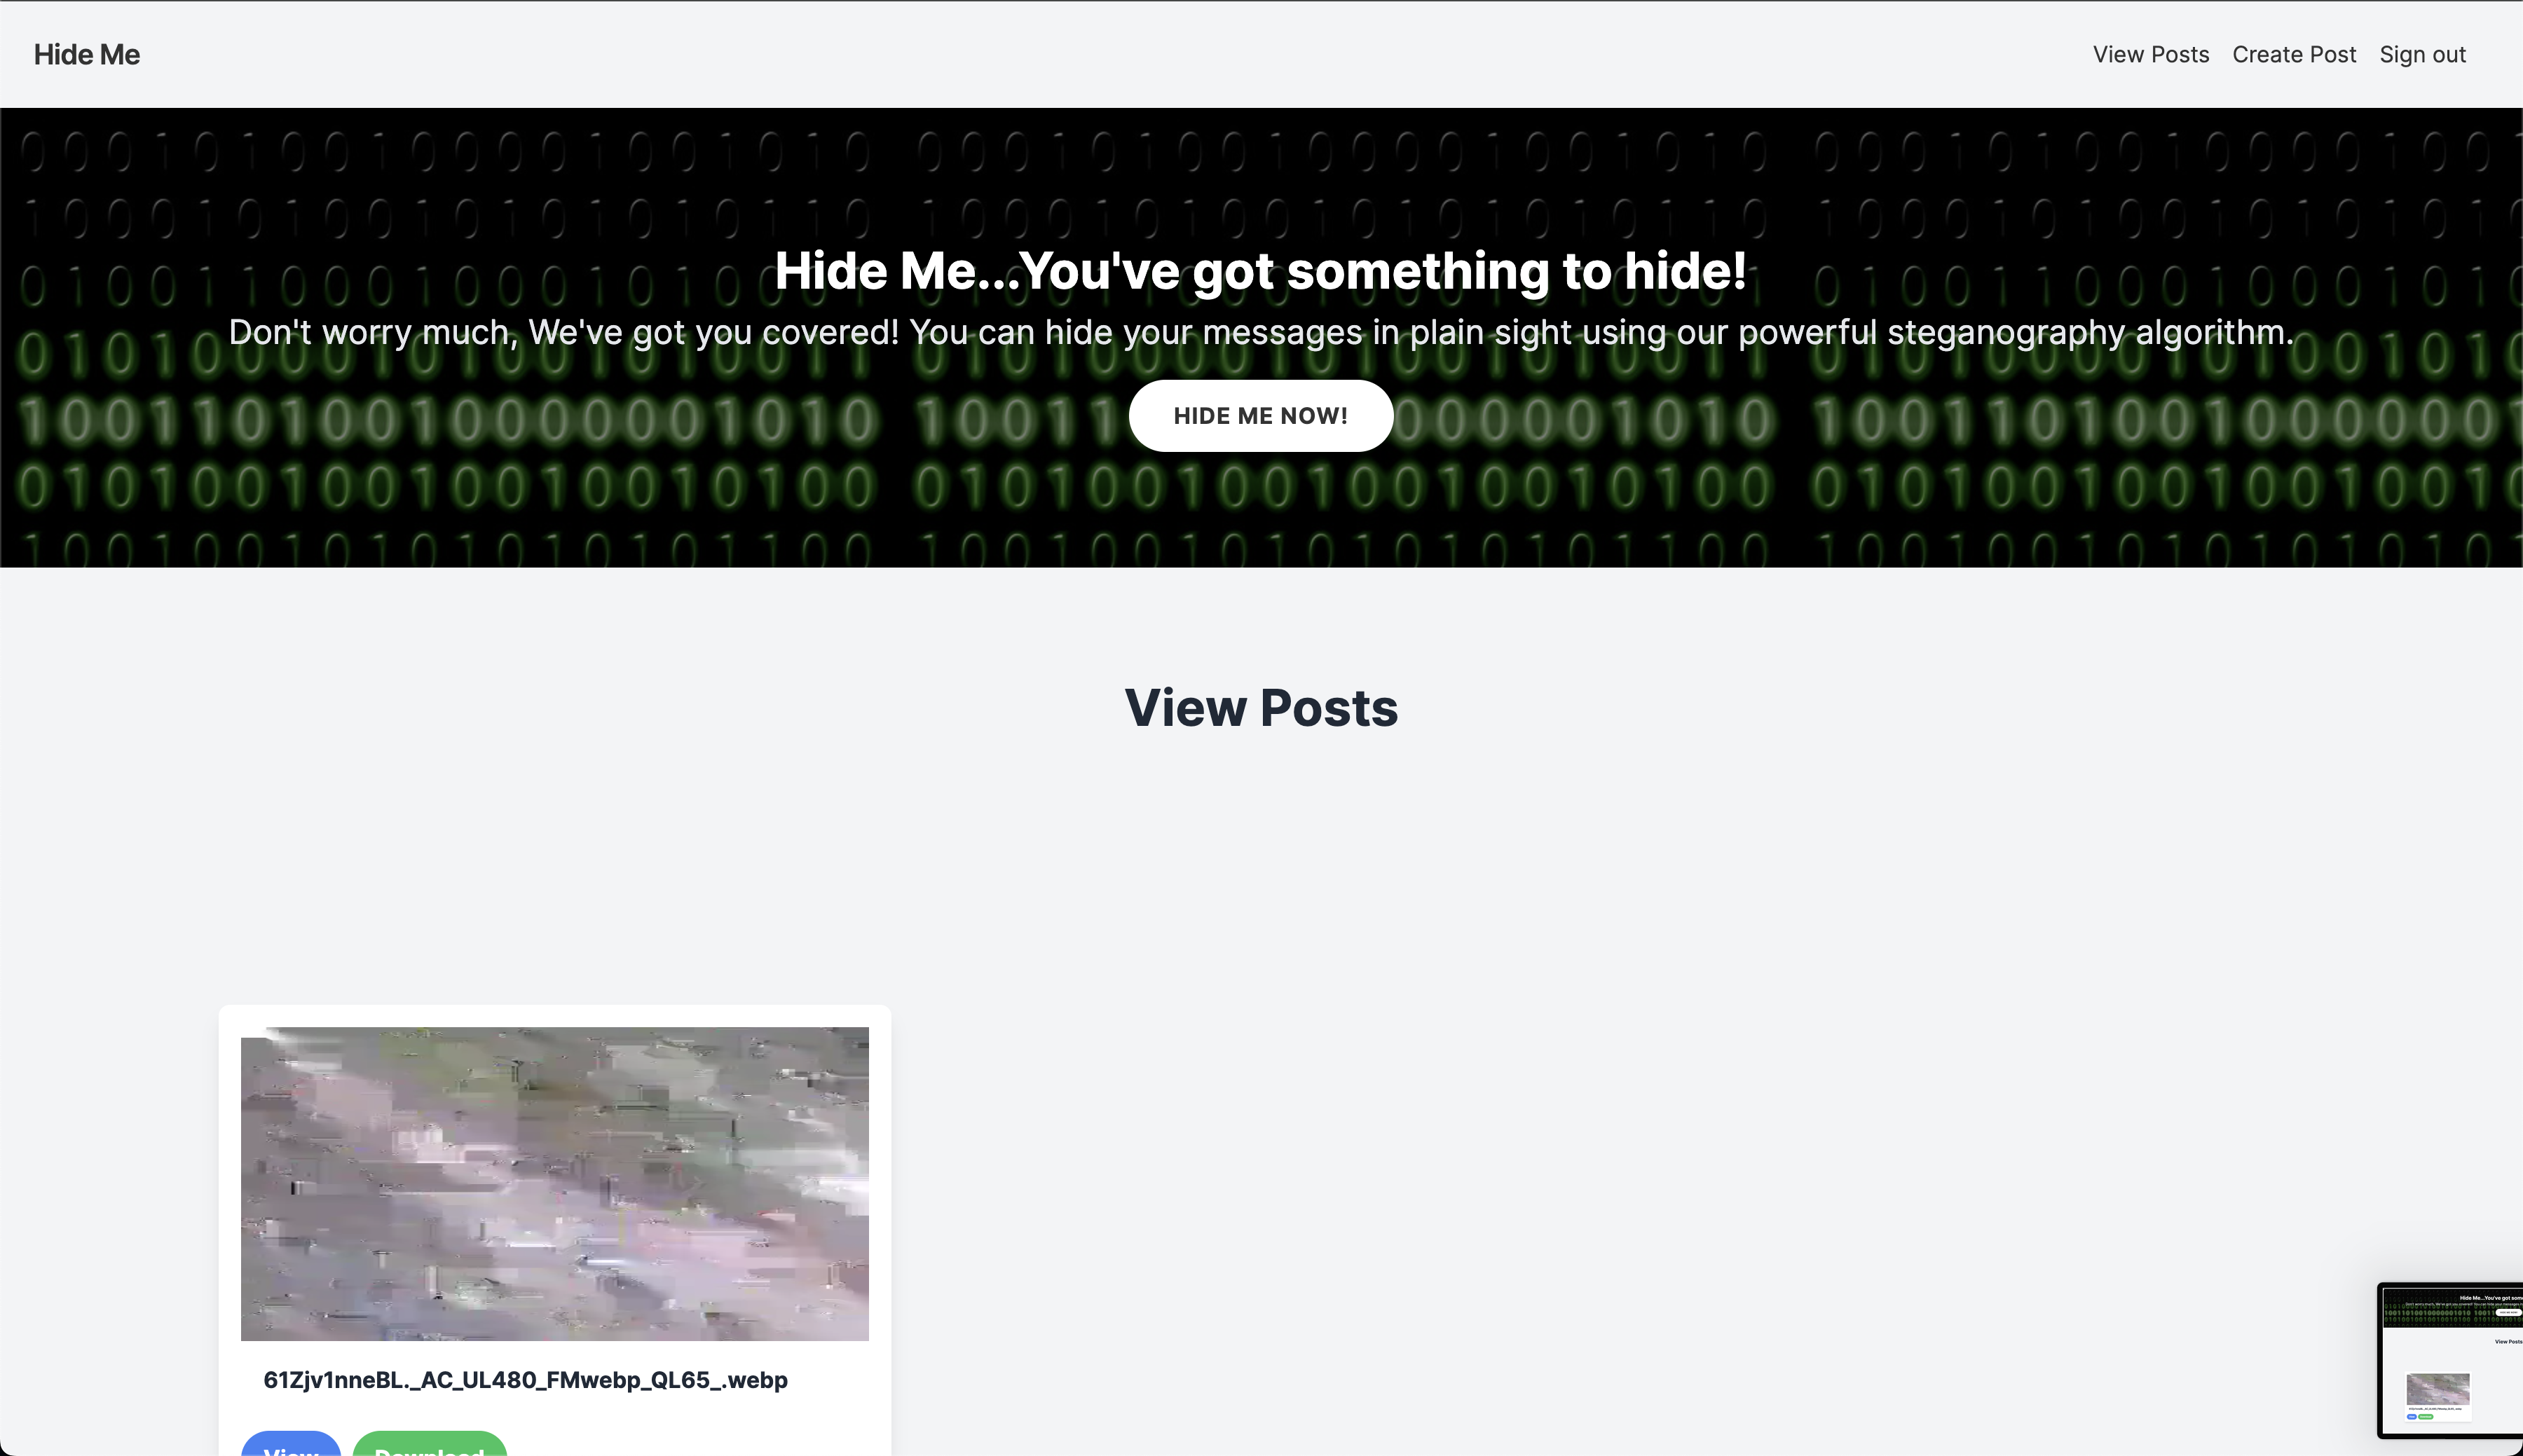 Hide Me
View Posts Create Post Sign out
Hide Me...You've got something to hide!
Don't worry much, We've got you covered! You can hide your messages in plain sight using our powerful steganography algorithm.
HIDE ME NOW!
View Posts
61Zjv1nneBL._AC_UL480_FMwebp_QL65_.webp
View Download